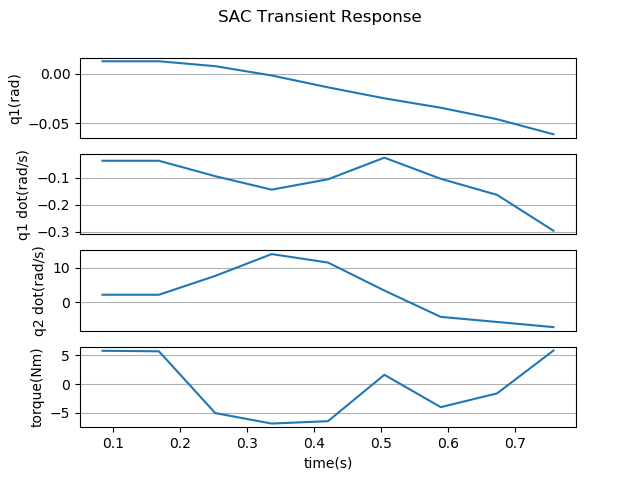 SAC Transient Response
0.00
−0.05
q1(rad)
−0.1
−0.2
−0.3
q1 dot(rad/s)
10
0
q2 dot(rad/s)
5
0
−5
torque(Nm)
0.1 0.2 0.3 0.4 0.5 0.6 0.7
time(s)